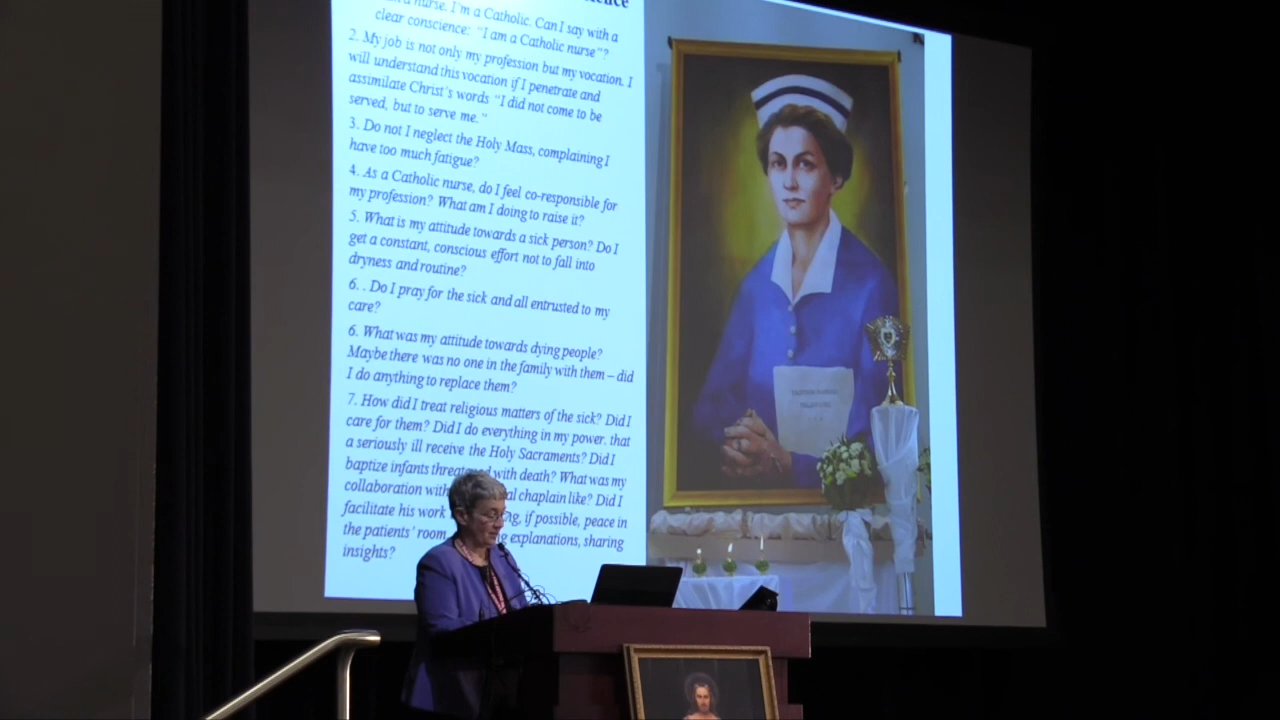 nurse. I'm a Catholic. Can I say with a
clear conscience: "I am a Catholic nurse"?
2. My job is not only my profession but my vocation. I
will understand this vocation if I penetrate and
assimilate Christ's words "I did not come to be
served, but to serve me."
3. Do not I neglect the Holy Mass, complaining I
have too much fatigue?
4. As a Catholic nurse, do I feel co-responsible for
my profession? What am I doing to raise it?
5. What is my attitude towards a sick person? Do I
get a constant, conscious effort not to fall into
dryness and routine?
6. . Do I pray for the sick and all entrusted to my
care?
6. What was my attitude towards dying people?
Maybe there was no one in the family with them – did
I do anything to replace them?
7. How did I treat religious matters of the sick? Did I
care for them? Did I do everything in my power. that
a seriously ill receive the Holy Sacraments? Did I
baptize infants with death? What was my
collaboration with chaplain like? Did I
facilitate his work if possible, peace in
the patients' room explanations, sharing
insights?